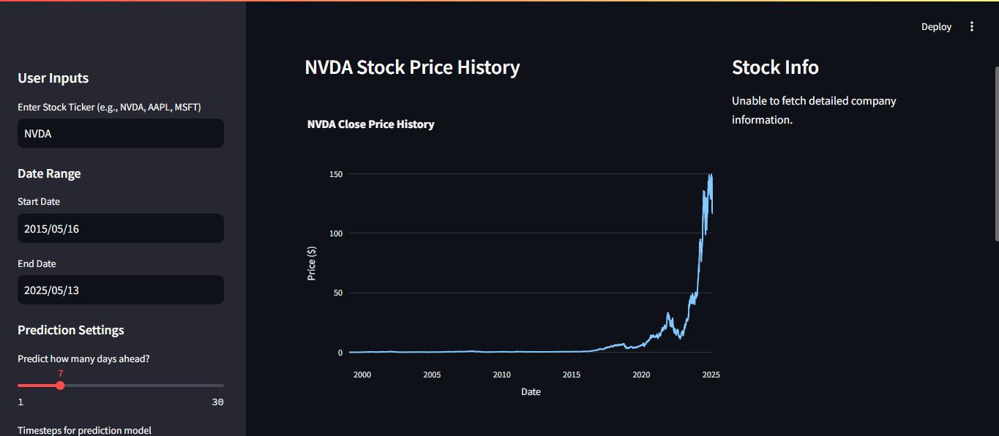 Deploy
User Inputs
Enter Stock Ticker (e.g., NVDA, AAPL, MSFT)
NVDA
Date Range
Start Date
2015/05/16
End Date
2025/05/13
Prediction Settings
Predict how many days ahead?
7
1 30
Timesteps for prediction model
NVDA Stock Price History
NVDA Close Price History
Price ($)
150
100
50
0
2000 2005 2010 2015 2020 2025
Date
Stock Info
Unable to fetch detailed company
information.